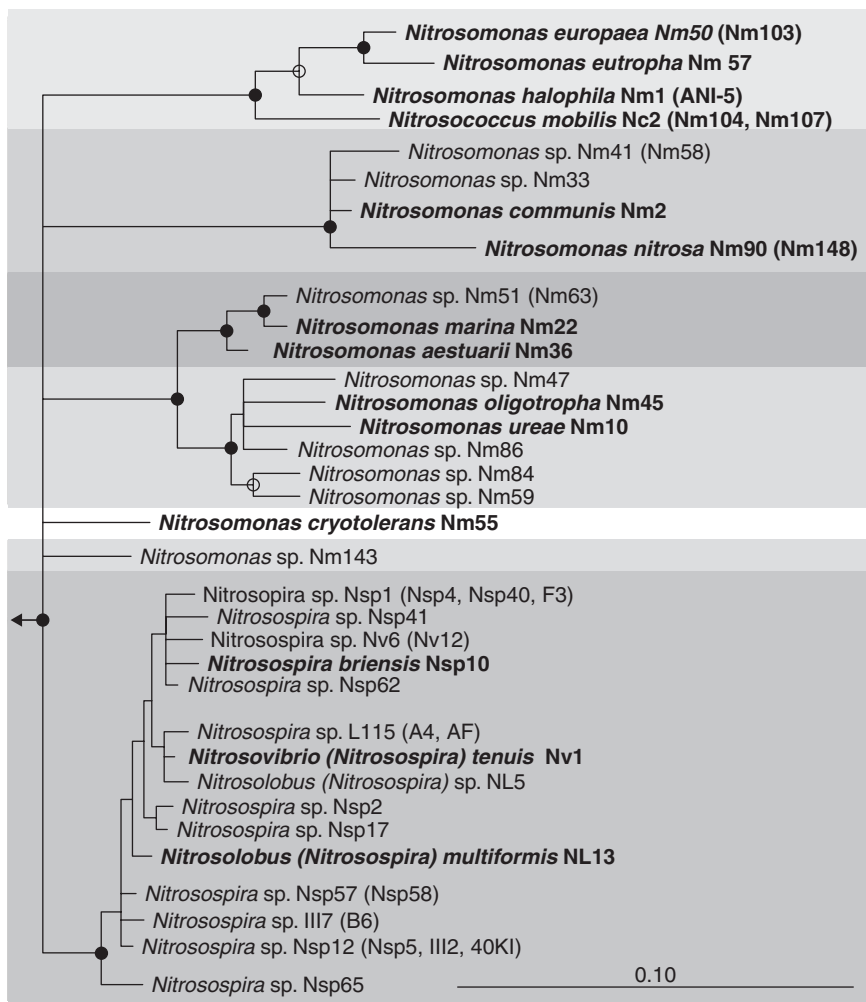 Nitrosomonas europaea Nm50 (Nm103)
Nitrosomonas eutropha Nm 57
Nitrosomonas halophila Nm1 (ANI-5)
Nitrosococcus mobilis Nc2 (Nm104, Nm107)
Nitrosomonas sp. Nm41 (Nm58)
Nitrosomonas sp. Nm33
Nitrosomonas communis Nm2
Nitrosomonas nitrosa Nm90 (Nm148)
Nitrosomonas sp. Nm51 (Nm63)
Nitrosomonas marina Nm22
Nitrosomonas aestuarii Nm36
Nitrosomonas sp. Nm47
Nitrosomonas oligotropha Nm45
Nitrosomonas ureae Nm10
Nitrosomonas sp. Nm86
Nitrosomonas sp. Nm84
Nitrosomonas sp. Nm59
Nitrosomonas cryotolerans Nm55
Nitrosomonas sp. Nm143
Nitrosopira sp. Nsp1 (Nsp4, Nsp40, F3)
Nitrosospira sp. Nsp41
Nitrosospira sp. Nv6 (Nv12)
Nitrosospira briensis Nsp10
Nitrosospira sp. Nsp62
Nitrosospira sp. L115 (A4, AF)
Nitrosovibrio (Nitrosospira) tenuis Nv1
Nitrosolobus (Nitrosospira) sp. NL5
Nitrosospira sp. Nsp2
Nitrosospira sp. Nsp17
Nitrosolobus (Nitrosospira) multiformis NL13
Nitrosospira sp. Nsp57 (Nsp58)
Nitrosospira sp. III7 (B6)
Nitrosospira sp. Nsp12 (Nsp5, III2, 40KI)
Nitrosospira sp. Nsp65
0.10